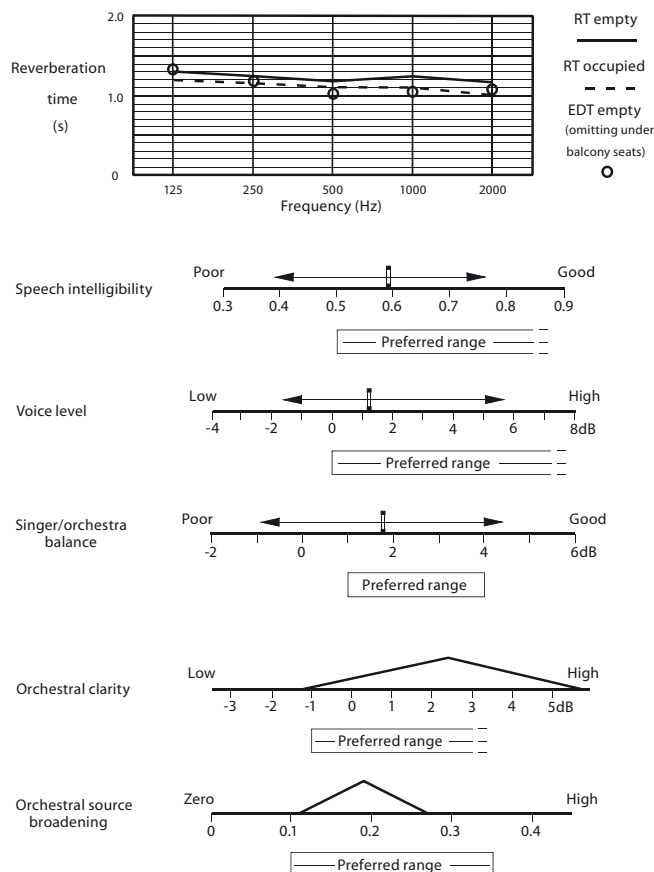 2.0
Reverberation
time
(s)
1.0
0
125 250 500 1000 2000
Frequency (Hz)
RT empty
RT occupied
EDT empty
(omitting under
balcony seats)
Speech intelligibility
Poor Good
0.3 0.4 0.5 0.6 0.7 0.8 0.9
Preferred range
Voice level
Low High
-4 -2 0 2 4 6 8dB
Preferred range
Singer/orchestra
balance
Poor Good
-2 0 2 4 6dB
Preferred range
Orchestral clarity
Low High
-3 -2 -1 0 1 2 3 4 5dB
Preferred range
Orchestral source
broadening
Zero High
0 0.1 0.2 0.3 0.4
Preferred range